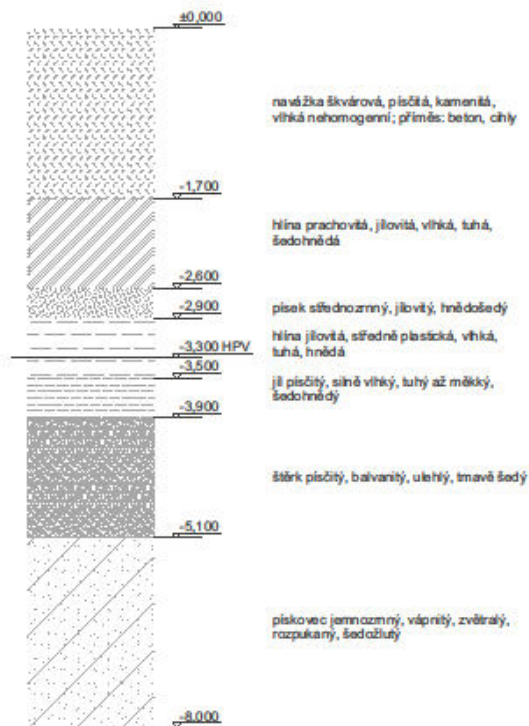 ±0,000
navážka škvárová, písčitá, kamenitá,
vlhká nehomogenní; příměs: beton, cihly
-1,700
hlína prachovitá, jílovitá, vlhká, tuhá,
šedohnědá
-2,600
-2,900
písek střednozrnný, jílovitý, hnědošedý
hlína jílovitá, středně plastická, vlhká,
tuhá, hnědá
-3,300 HPV
-3,500
jíl písčitý, silně vlhký, tuhý až měkký,
šedohnědý
-3,900
štěrk písčitý, balvanitý, ulehlý, tmavě šedý
-5,100
pískovec jemnozrnný, vápnitý, zvětralý,
rozpukaný, šedožlutý
-8,000